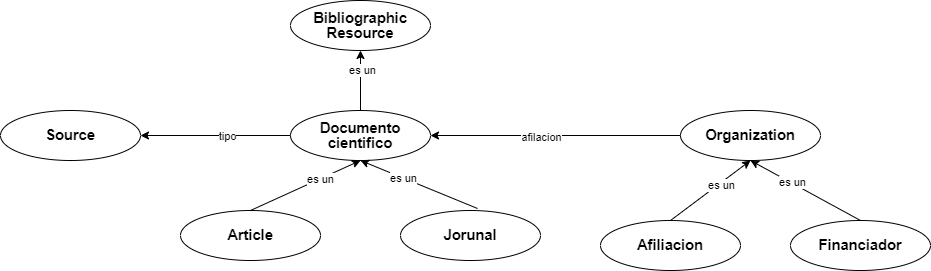 Bibliographic
Resource
es un
Source
tipo
Documento
cientifico
afilacion
Organization
es un
es un
es un
es un
Article
Jorunal
Afiliacion
Financiador